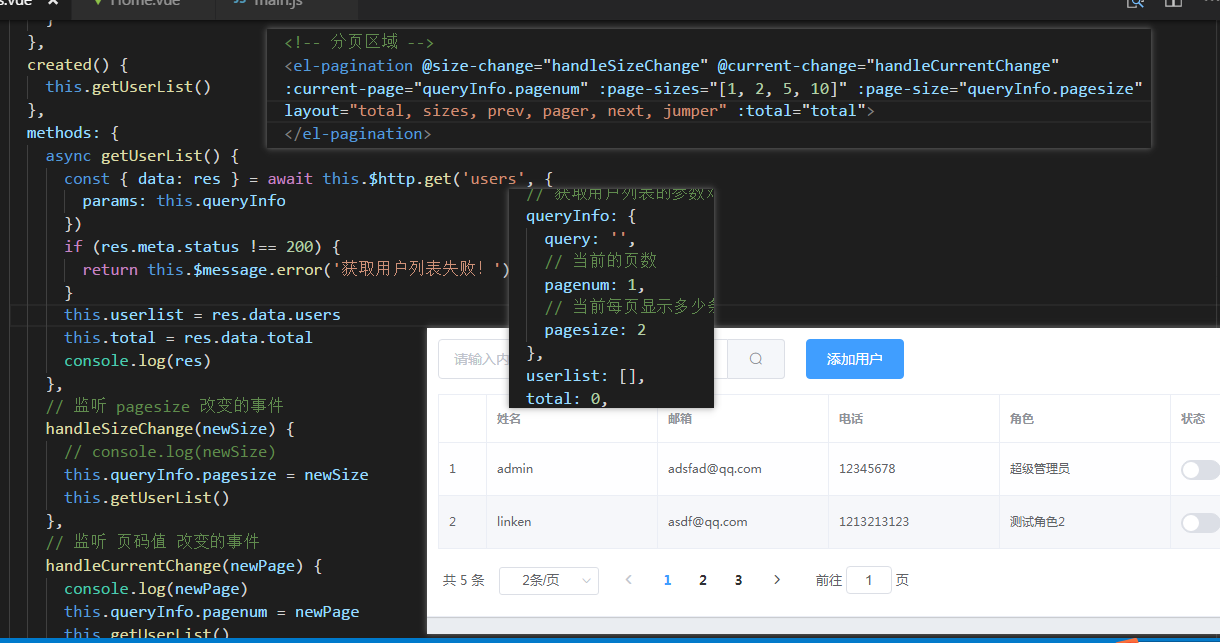 s.vue
Home.vue
main.js
},
},
created() {
this.getUserList()
},
methods: {
async getUserList() {
const { data: res } = await this.$http.get('users', {
params: this.queryInfo
})
if (res.meta.status !== 200) {
return this.$message.error('获取用户列表失败！')
}
this.userlist = res.data.users
this.total = res.data.total
console.log(res)
},
// 监听 pagesize 改变的事件
handleSizeChange(newSize) {
// console.log(newSize)
this.queryInfo.pagesize = newSize
this.getUserList()
},
// 监听 页码值 改变的事件
handleCurrentChange(newPage) {
console.log(newPage)
this.queryInfo.pagenum = newPage
this.getUserList()
<!-- 分页区域 -->
<el-pagination @size-change="handleSizeChange" @current-change="handleCurrentChange"
:current-page="queryInfo.pagenum" :page-sizes="[1, 2, 5, 10]" :page-size="queryInfo.pagesize"
layout="total, sizes, prev, pager, next, jumper" :total="total">
</el-pagination>
// 获取用户列表的参数
queryInfo: {
query: '',
// 当前的页数
pagenum: 1,
// 当前每页显示多少
pagesize: 2
},
userlist: [],
total: 0,
请输入内
添加用户
姓名 邮箱 电话 角色 状态
1 admin adsfad@qq.com 12345678 超级管理员
2 linken asdf@qq.com 1213213123 测试角色2
共 5 条 2条/页 1 2 3 前往 1 页